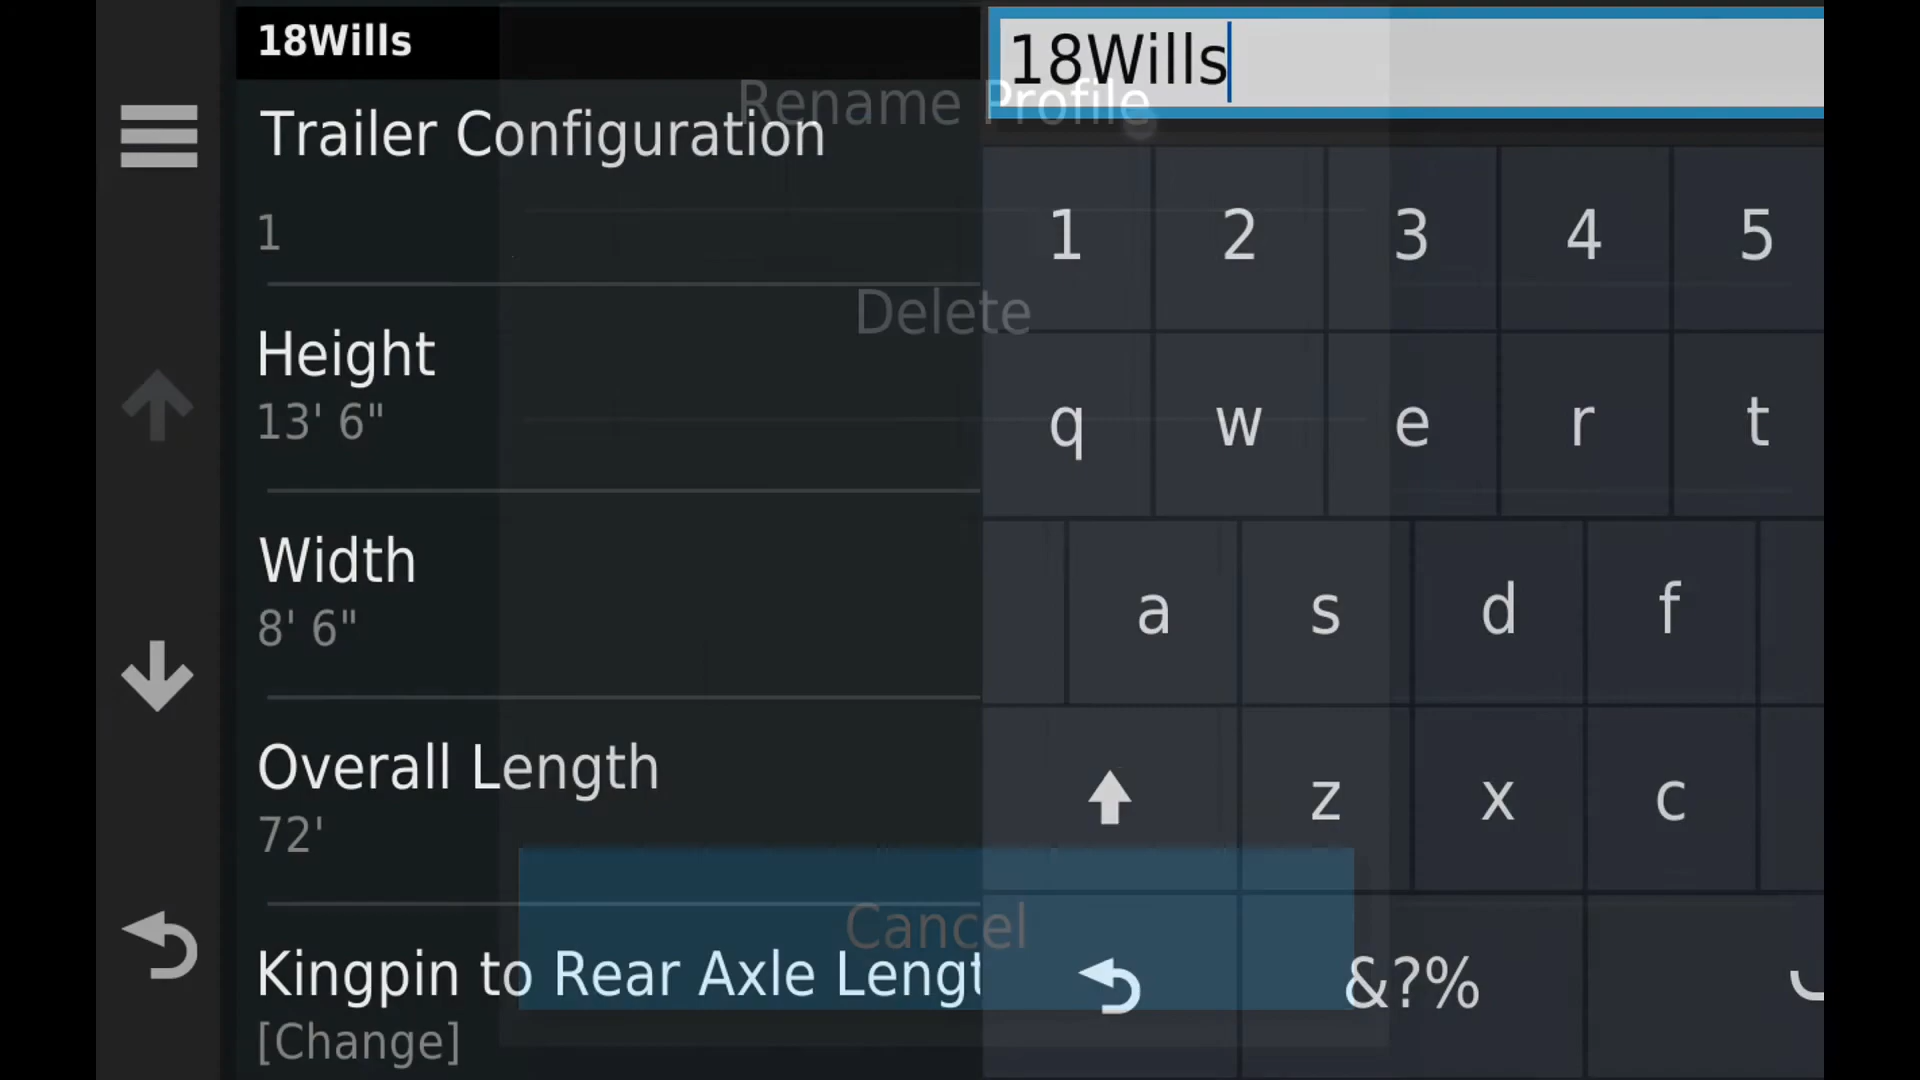 18Wills
Trailer Configuration
1
Height
13' 6"
Width
8' 6"
Overall Length
72'
Kingpin to Rear Axle Lengt
[Change]
Rename Profile
Delete
Cancel
18Wills
1 2 3 4 5
q w e r t
a s d f
z x c
&?%